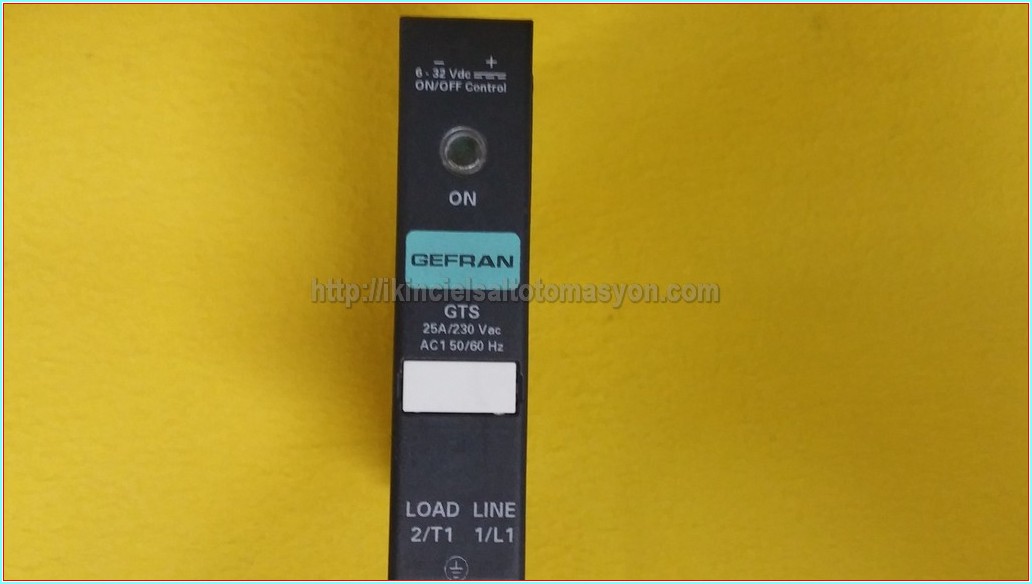 - +
6 - 32 Vdc
ON/OFF Control
ON
GEFRAN
http://ikincielsaltotomasyon.com
GTS
25A/230 Vac
AC1 50/60 Hz
LOAD LINE
2/T1 1/L1